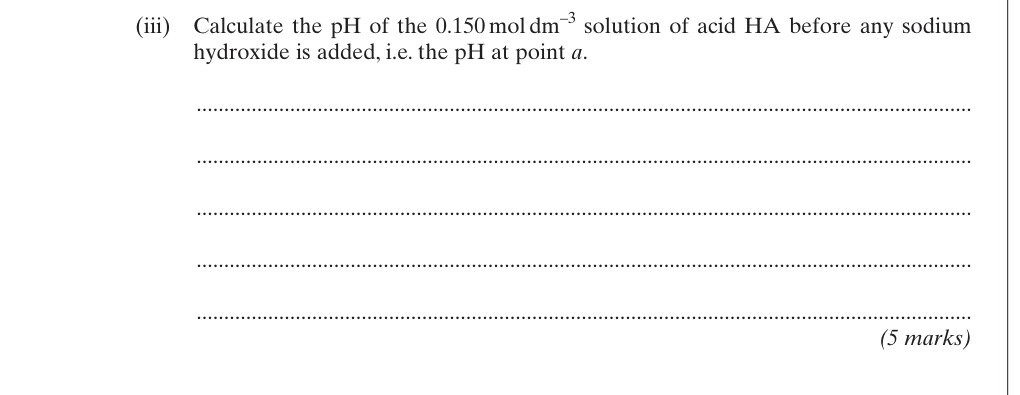 (iii) Calculate the pH of the 0.150 mol dm⁻³ solution of acid HA before any sodium
hydroxide is added, i.e. the pH at point a.
....................................................................................................
....................................................................................................
....................................................................................................
....................................................................................................
....................................................................................................
(5 marks)